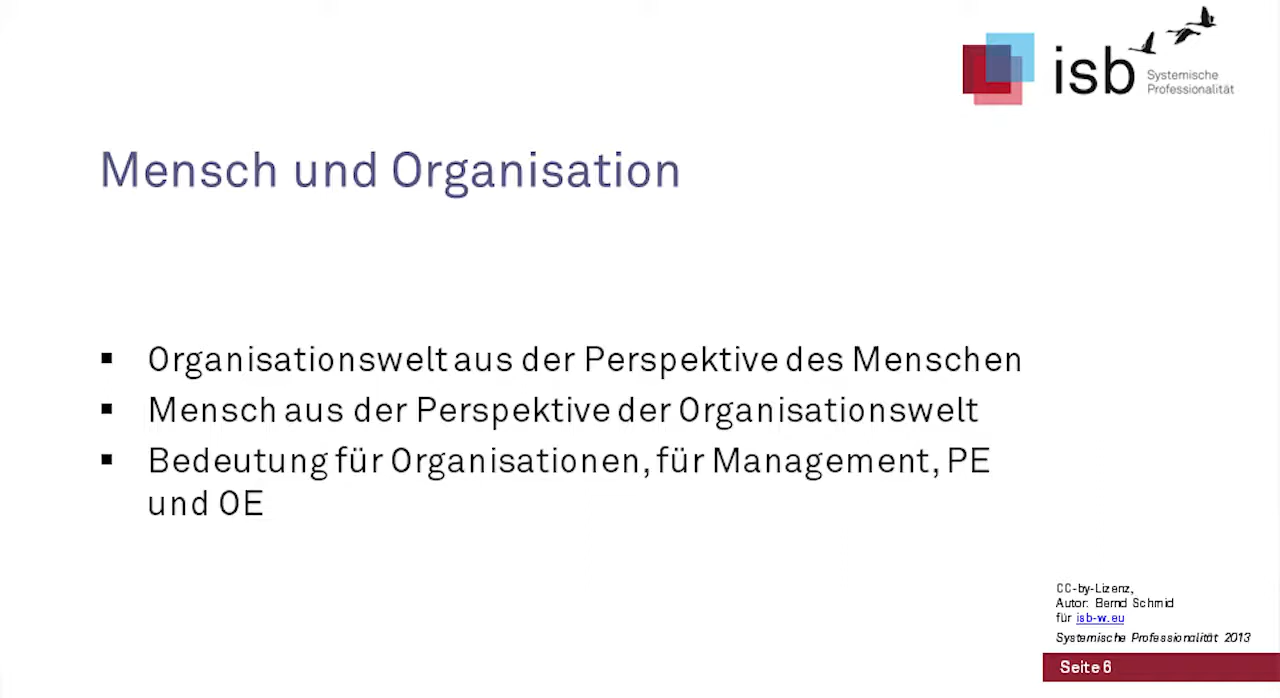 isb
Systemische
Professionalität
Mensch und Organisation
▪ Organisationswelt aus der Perspektive des Menschen
▪ Mensch aus der Perspektive der Organisationswelt
▪ Bedeutung für Organisationen, für Management, PE
und OE
CC-by-Lizenz,
Autor: Bernd Schmid
für isb-w.eu
Systemische Professionalität 2013
Seite 6